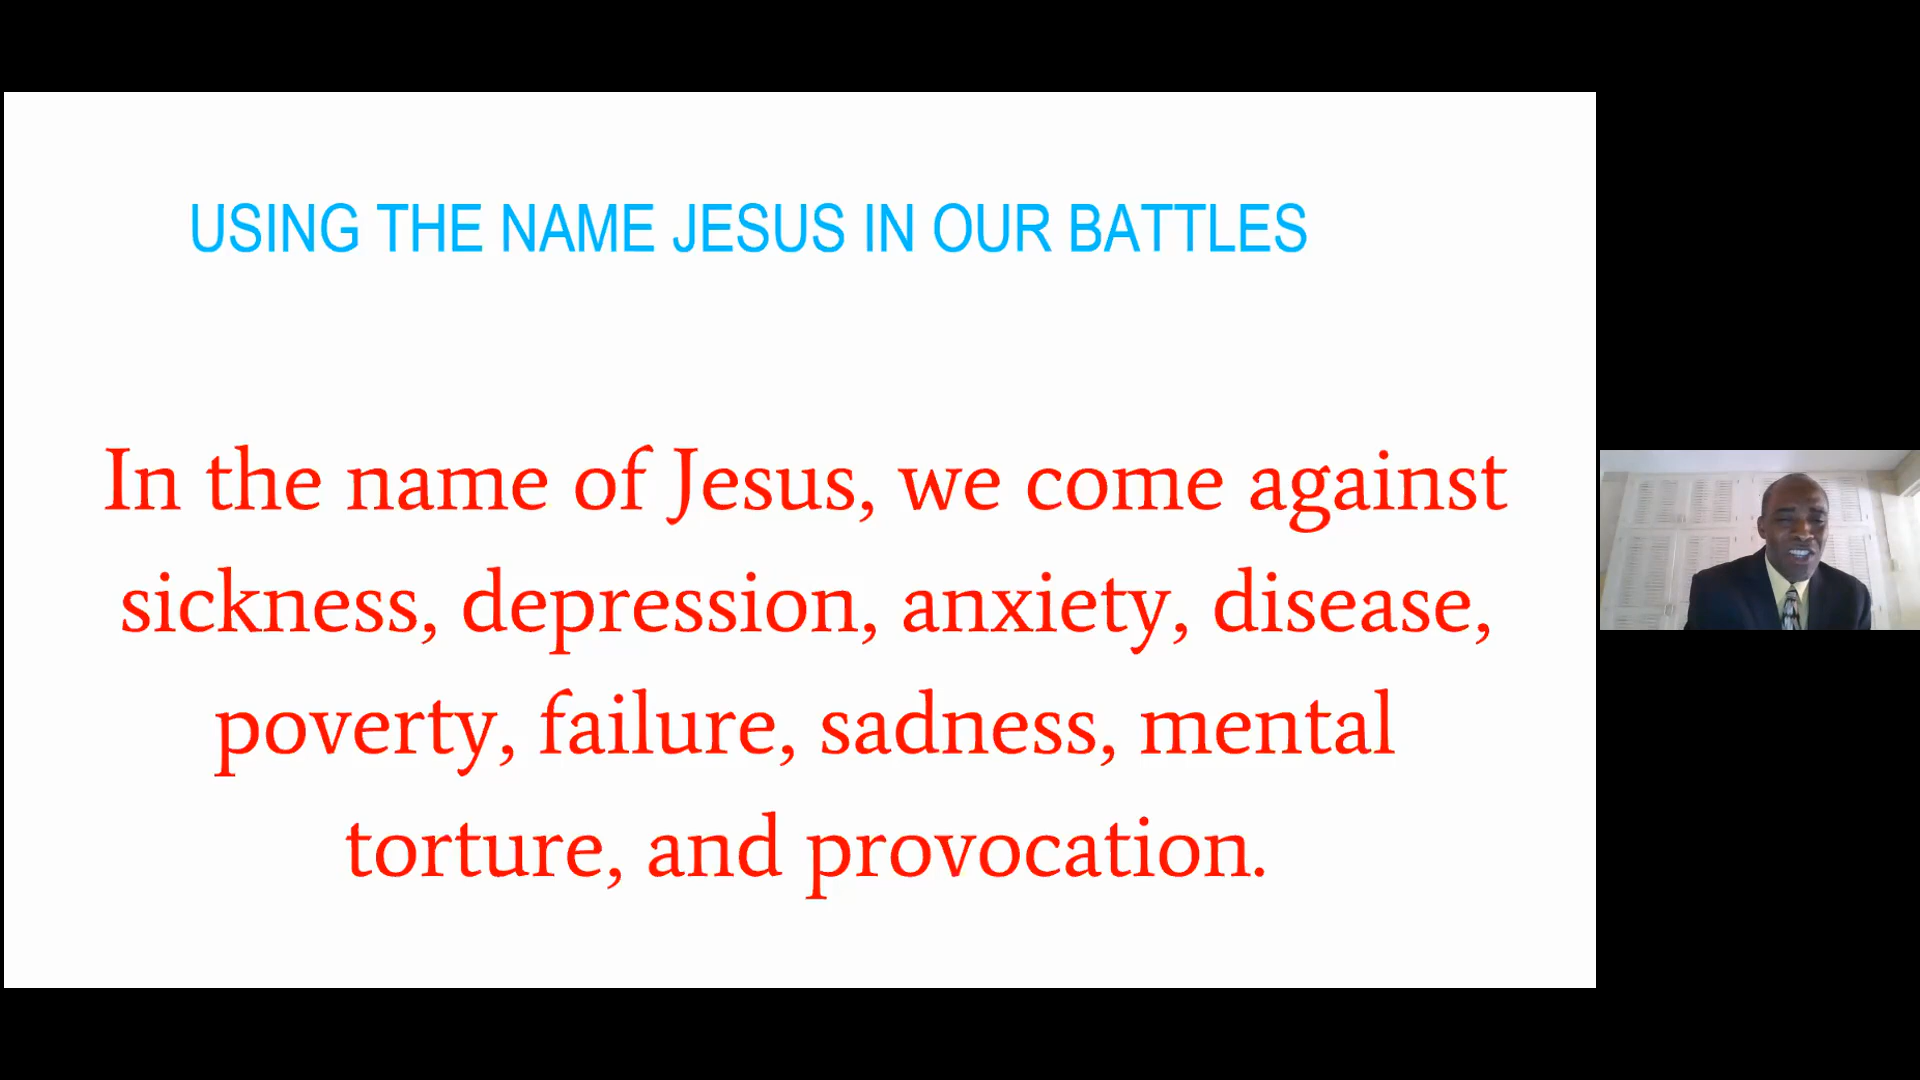 USING THE NAME JESUS IN OUR BATTLES
In the name of Jesus, we come against
sickness, depression, anxiety, disease,
poverty, failure, sadness, mental
torture, and provocation.